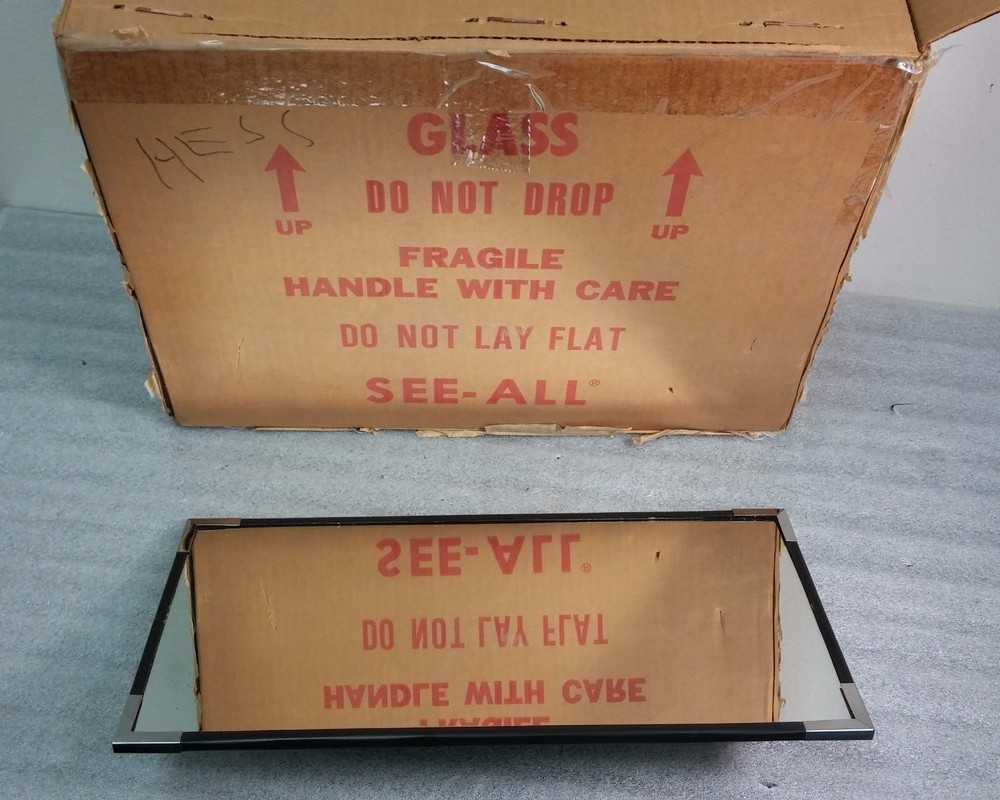 HESS
GLASS
DO NOT DROP
UP
UP
FRAGILE
HANDLE WITH CARE
DO NOT LAY FLAT
SEE-ALL®
SEE-ALL®
DO NOT LAY FLAT
HANDLE WITH CARE
FRAGILE